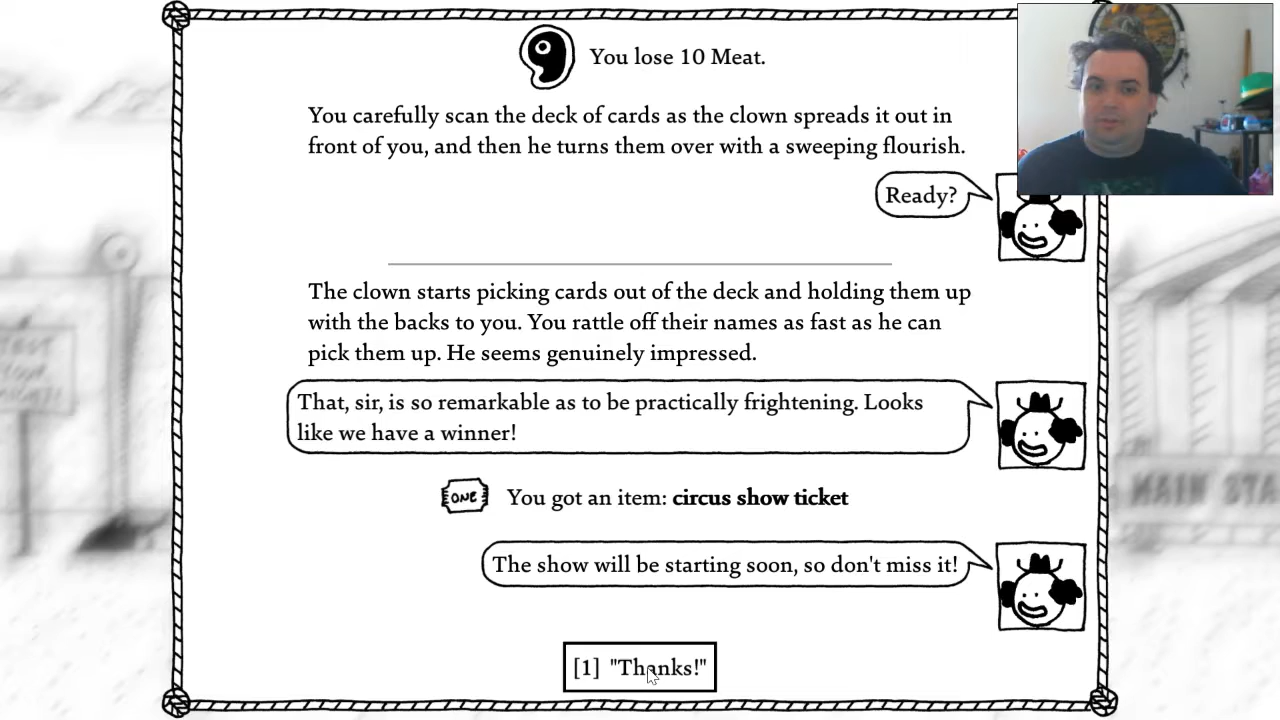 You lose 10 Meat.
You carefully scan the deck of cards as the clown spreads it out in
front of you, and then he turns them over with a sweeping flourish.
Ready?
The clown starts picking cards out of the deck and holding them up
with the backs to you. You rattle off their names as fast as he can
pick them up. He seems genuinely impressed.
That, sir, is so remarkable as to be practically frightening. Looks
like we have a winner!
ONE
You got an item: circus show ticket
The show will be starting soon, so don't miss it!
[1] "Thanks!"
MAIN STA